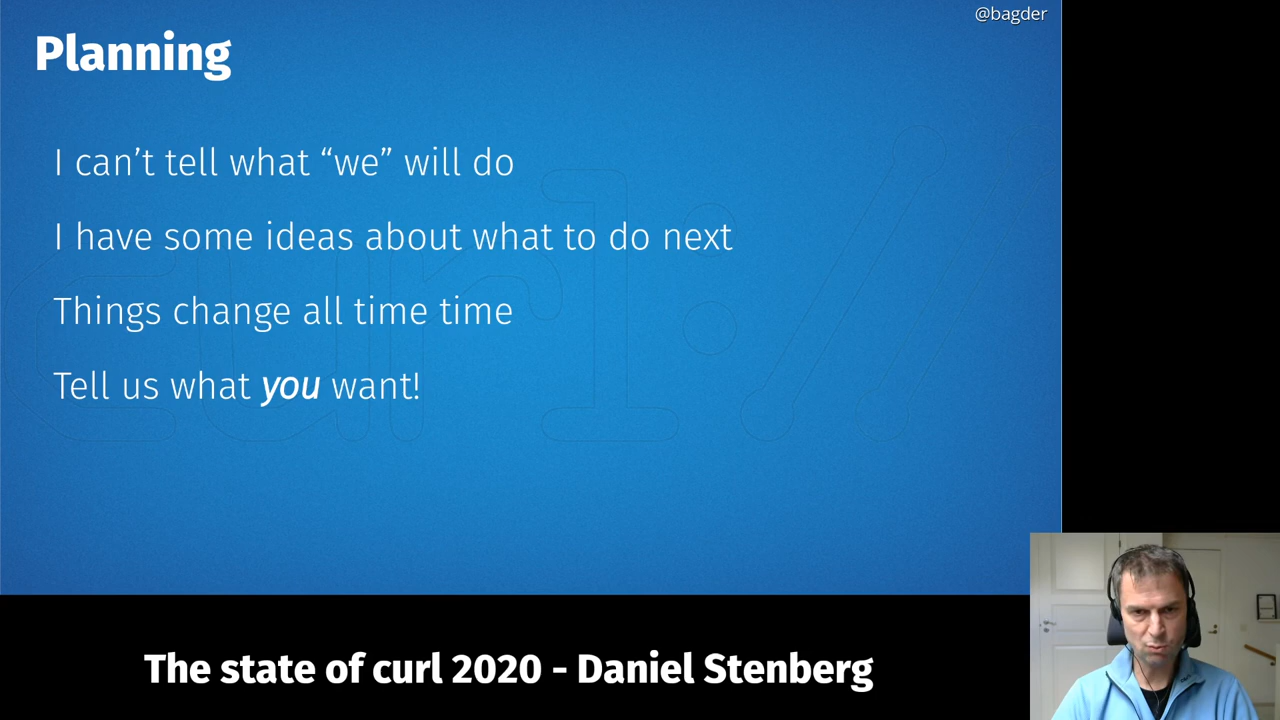 @bagder
Planning
I can’t tell what “we” will do
I have some ideas about what to do next
Things change all time time
Tell us what you want!
curl://
The state of curl 2020 - Daniel Stenberg